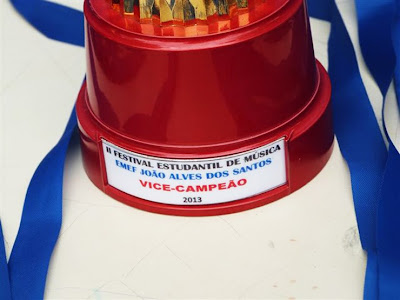 II FESTIVAL ESTUDANTIL DE MÚSICA
EMEF JOÃO ALVES DOS SANTOS
VICE-CAMPEÃO
2013